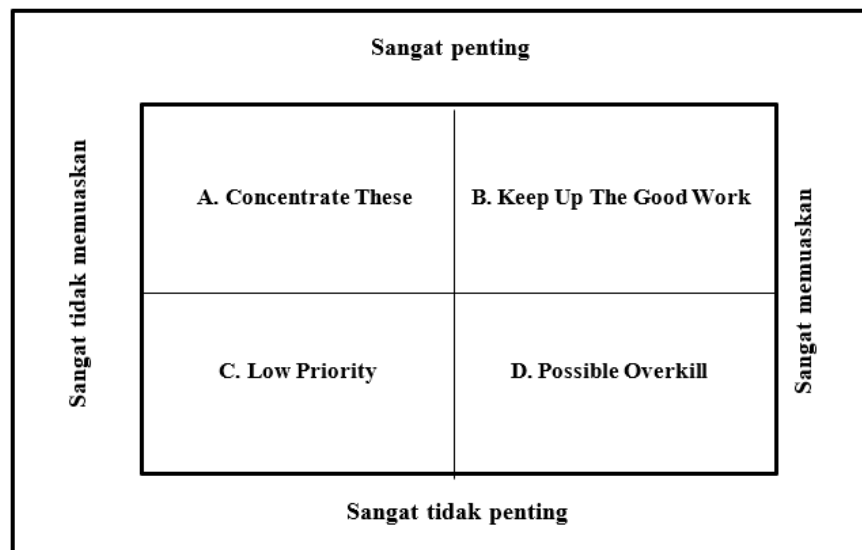 Sangat penting
Sangat tidak memuaskan
A. Concentrate These
B. Keep Up The Good Work
Sangat memuaskan
C. Low Priority
D. Possible Overkill
Sangat tidak penting